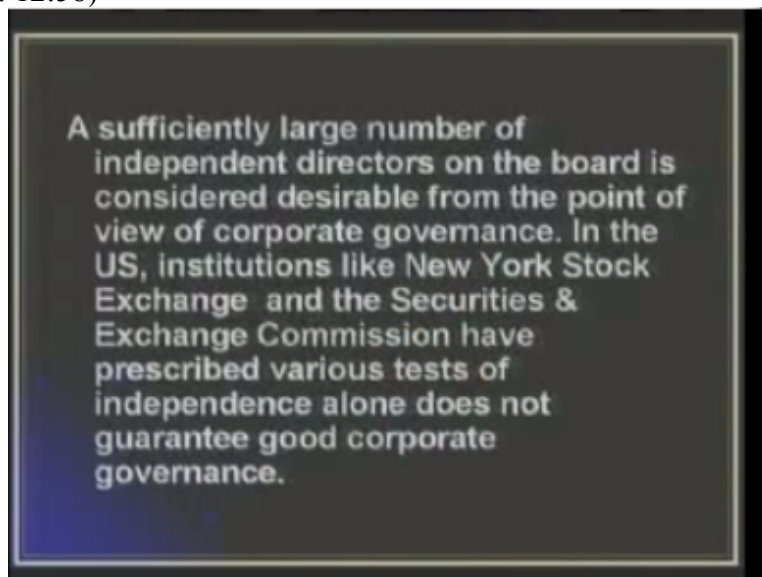 A sufficiently large number of
independent directors on the board is
considered desirable from the point of
view of corporate governance. In the
US, institutions like New York Stock
Exchange and the Securities &
Exchange Commission have
prescribed various tests of
independence alone does not
guarantee good corporate
governance.